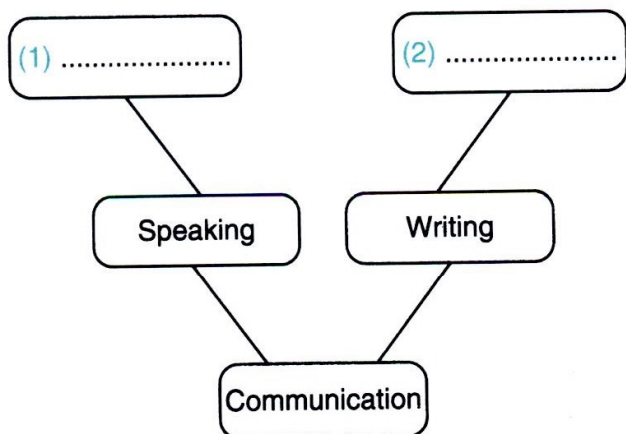 (1) ......................
(2) ......................
Speaking
Writing
Communication